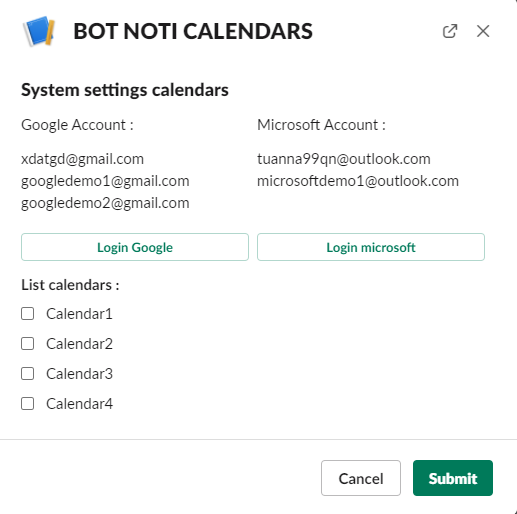 BOT NOTI CALENDARS
System settings calendars
Google Account :
xdatgd@gmail.com
googledemo1@gmail.com
googledemo2@gmail.com
Microsoft Account :
tuanna99qn@outlook.com
microsoftdemo1@outlook.com
Login Google
Login microsoft
List calendars :
Calendar1
Calendar2
Calendar3
Calendar4
Cancel
Submit